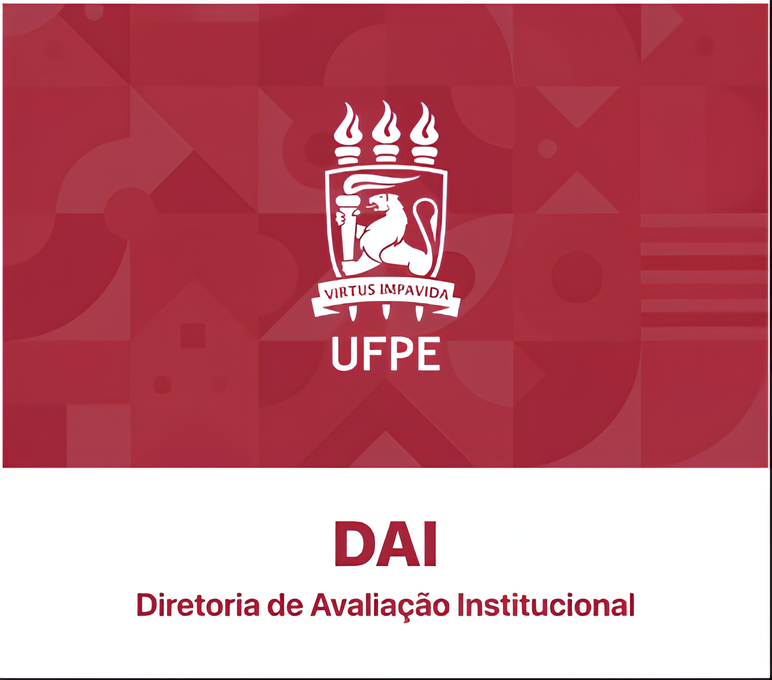 VIRTUS IMPAVIDA
UFPE
DAI
Diretoria de Avaliação Institucional